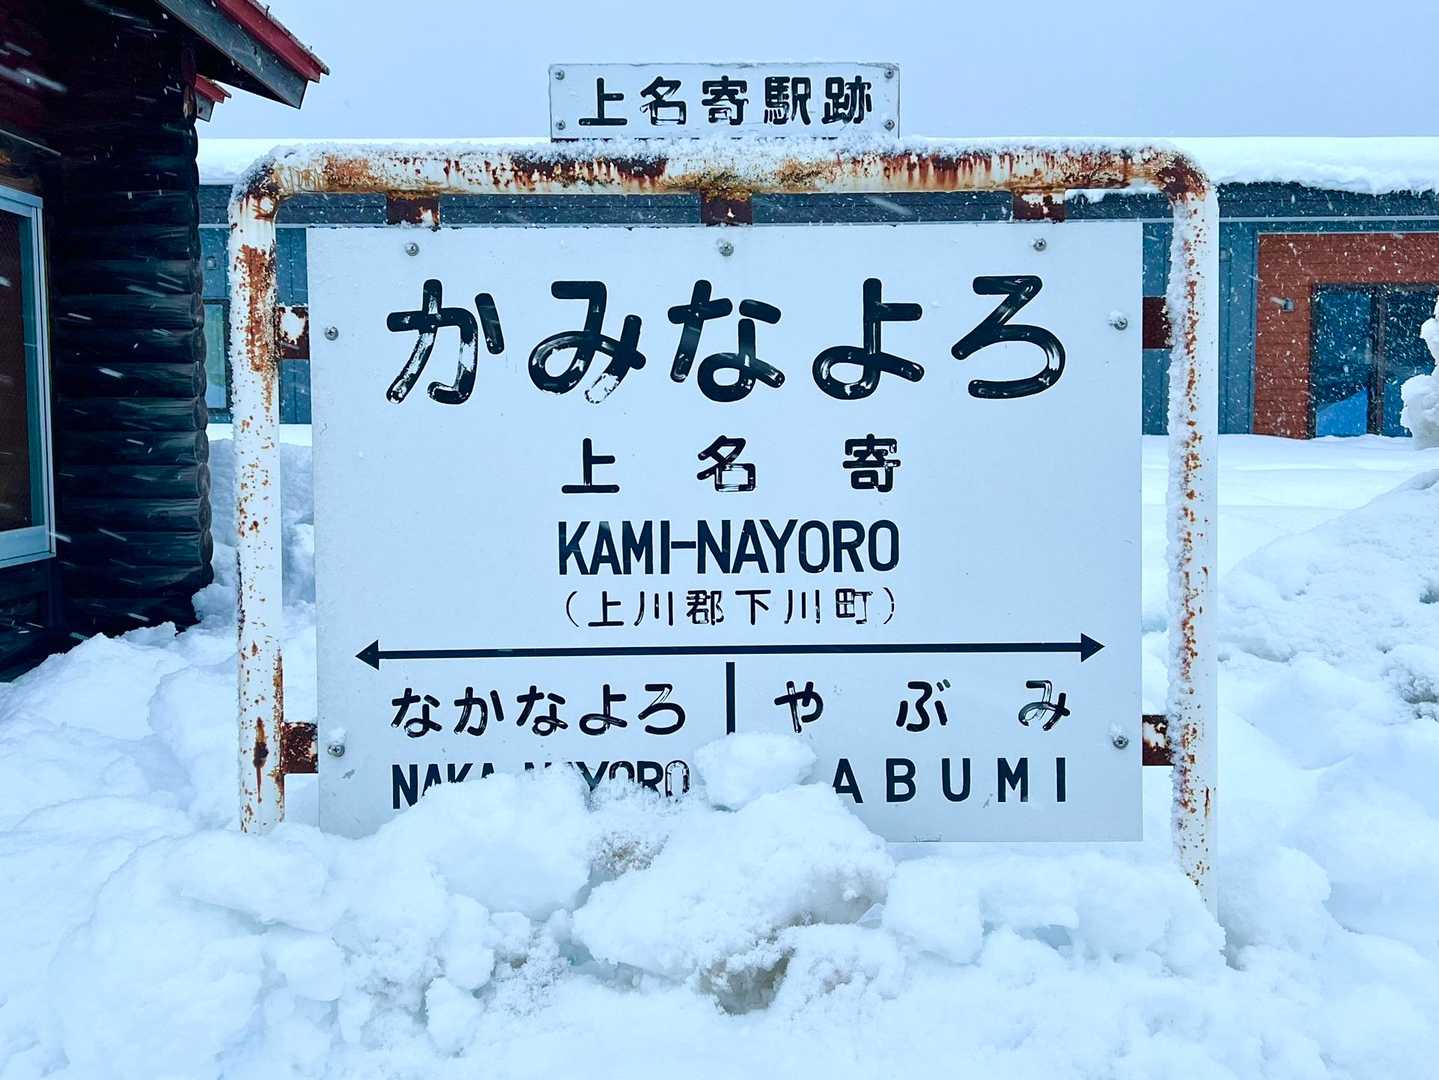 上名寄駅跡
かみなよろ
上名寄
KAMI-NAYORO
(上川郡下川町)
なかなよろ やぶみ
NAKA-NAYORO ABUMI